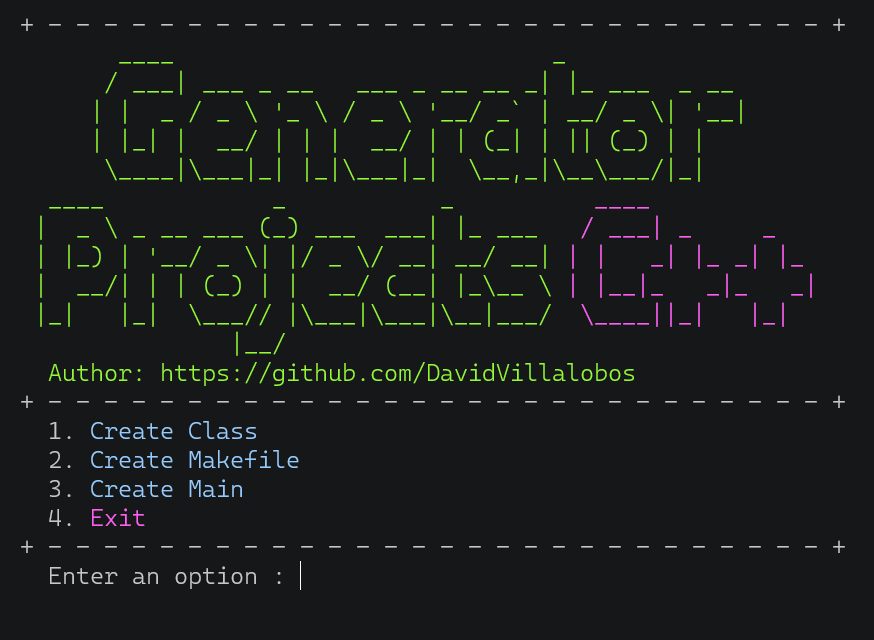 Generator
Projects C++
Author: https://github.com/DavidVillalobos
1. Create Class
2. Create Makefile
3. Create Main
4. Exit
Enter an option :